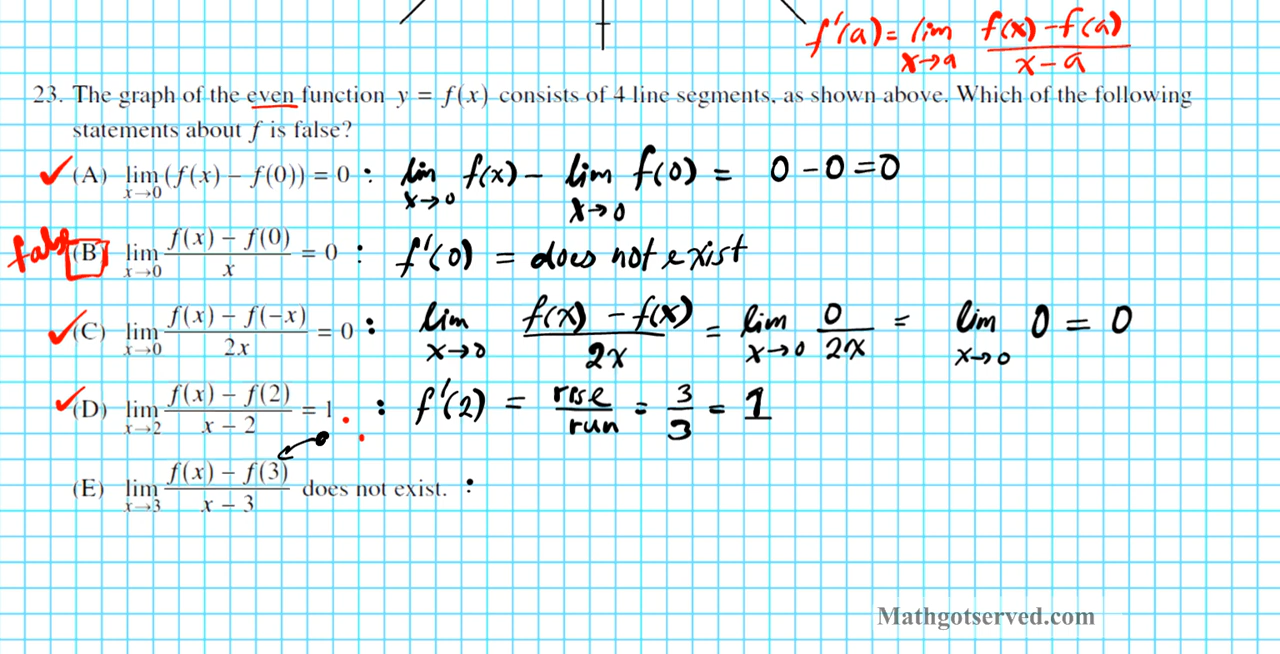 f'(a) = lim x→a (f(x) – f(a))/(x – a)
23. The graph of the even function y = f(x) consists of 4 line segments, as shown above. Which of the following
statements about f is false?
✓ (A) lim x→0 (f(x) – f(0)) = 0 : lim x→0 f(x) – lim x→0 f(0) = 0 – 0 = 0
false (B) lim x→0 (f(x) – f(0))/x = 0 : f'(0) = does not exist
✓ (C) lim x→0 (f(x) – f(–x))/2x = 0 : lim x→0 (f(x) – f(x))/2x = lim x→0 0/2x = lim x→0 0 = 0
✓ (D) lim x→2 (f(x) – f(2))/(x – 2) = 1 : f'(2) = rise/run = 3/3 = 1
(E) lim x→3 (f(x) – f(3))/(x – 3) does not exist. :
Mathgotserved.com